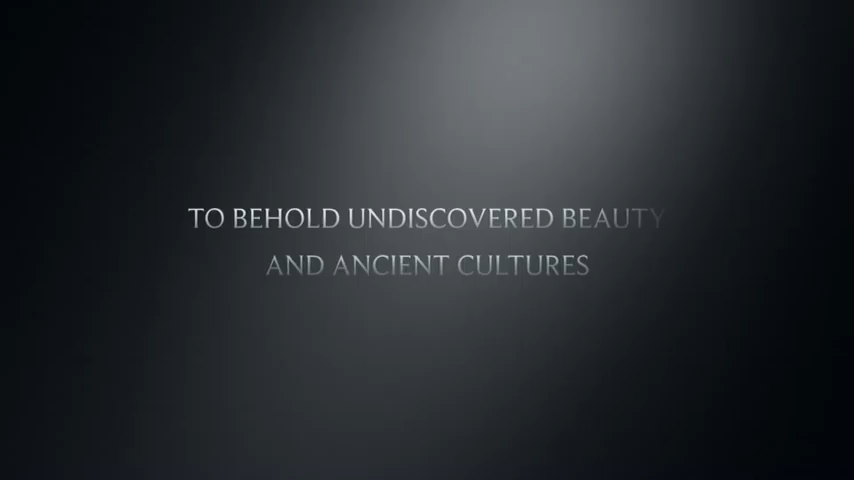 TO BEHOLD UNDISCOVERED BEAUTY
AND ANCIENT CULTURES